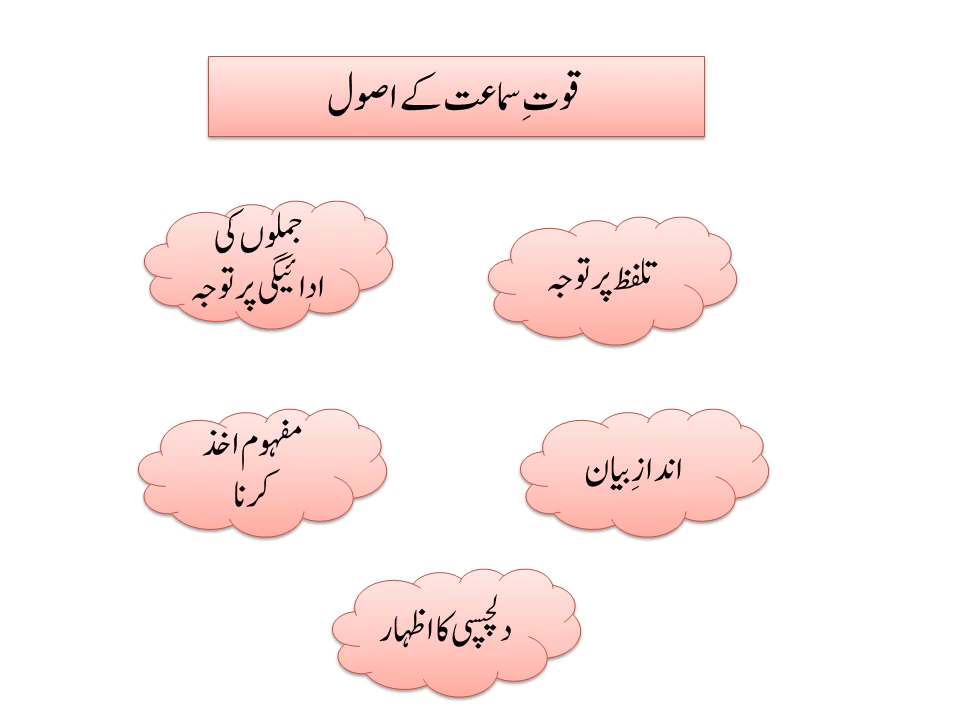 قوتِ سماعت کے اصول
تلفظ پر توجہ
جملوں کی
ادائیگی پر توجہ
اندازِ بیان
مفہوم اخذ
کرنا
دلچسپی کا اظہار